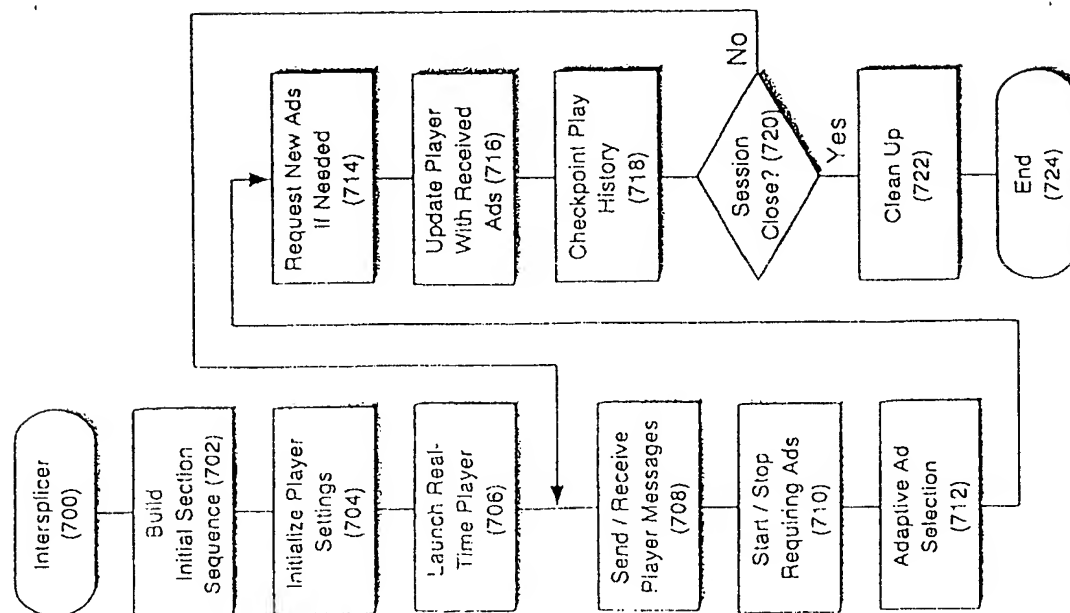 Intersplicer
(700)
Build
Initial Section
Sequence (702)
Initialize Player
Settings
(704)
Launch Real-
Time Player
(706)
Send / Receive
Player Messages
(708)
Start / Stop
Requiring Ads
(710)
Adaptive Ad
Selection
(712)
Request New Ads
If Needed
(714)
Update Player
With Received
Ads (716)
Checkpoint Play
History
(718)
Session
Close? (720)
No
Yes
Clean Up
(722)
End
(724)